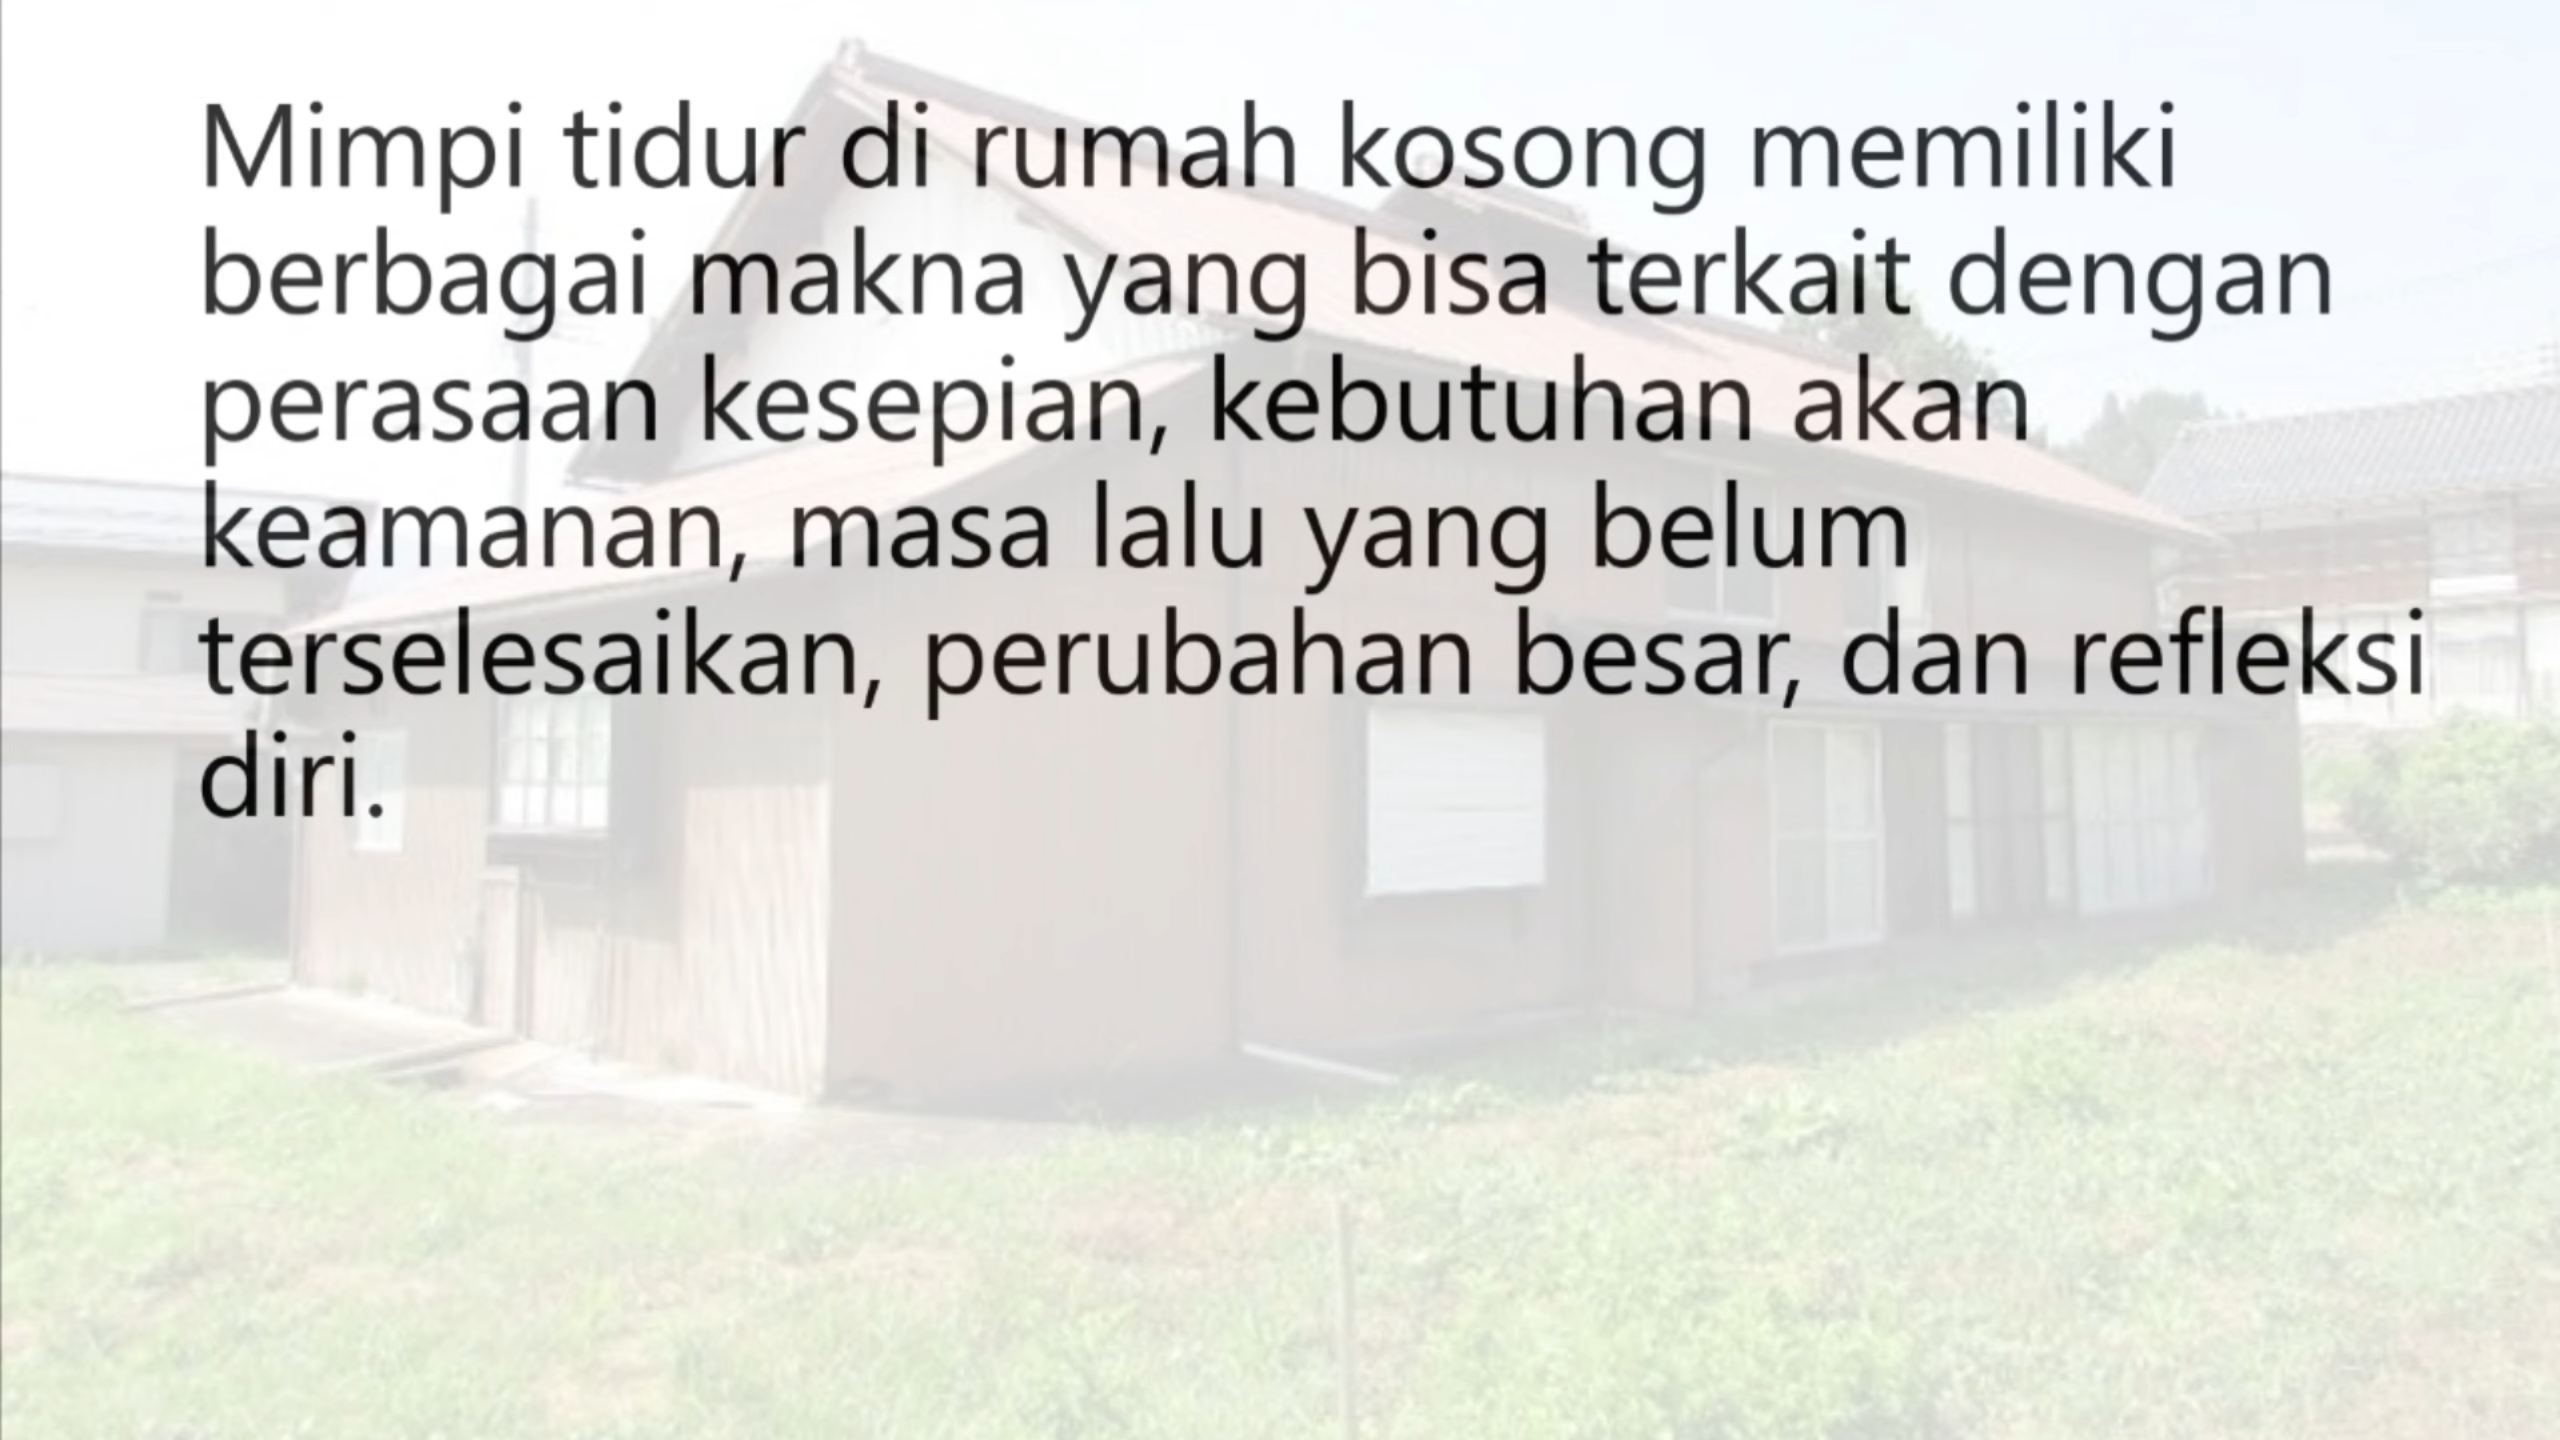 Mimpi tidur di rumah kosong memiliki
berbagai makna yang bisa terkait dengan
perasaan kesepian, kebutuhan akan
keamanan, masa lalu yang belum
terselesaikan, perubahan besar, dan refleksi
diri.